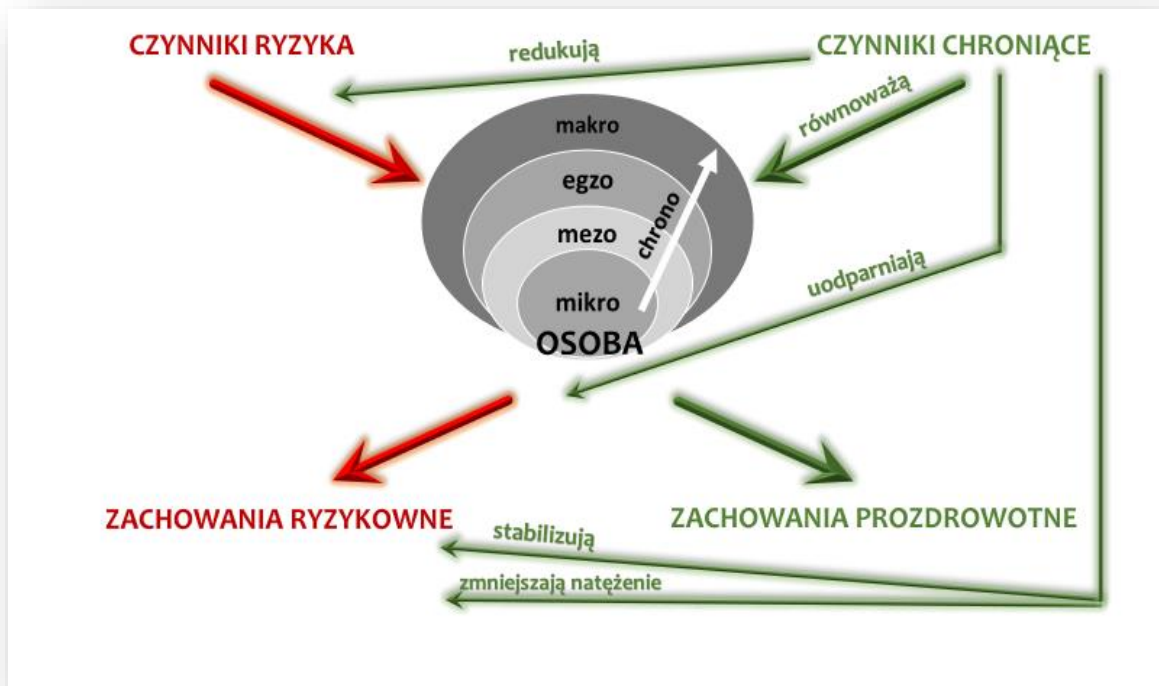 CZYNNIKI RYZYKA
redukują
CZYNNIKI CHRONIĄCE
równoważą
makro
egzo
chrono
mezo
uodparniają
mikro
OSOBA
ZACHOWANIA RYZYKOWNE
ZACHOWANIA PROZDROWOTNE
stabilizują
zmniejszają natężenie